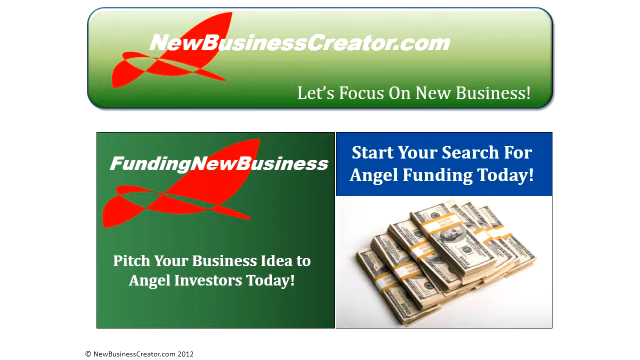 NewBusinessCreator.com
Let's Focus On New Business!
FundingNewBusiness
Pitch Your Business Idea to
Angel Investors Today!
Start Your Search For
Angel Funding Today!
© NewBusinessCreator.com 2012